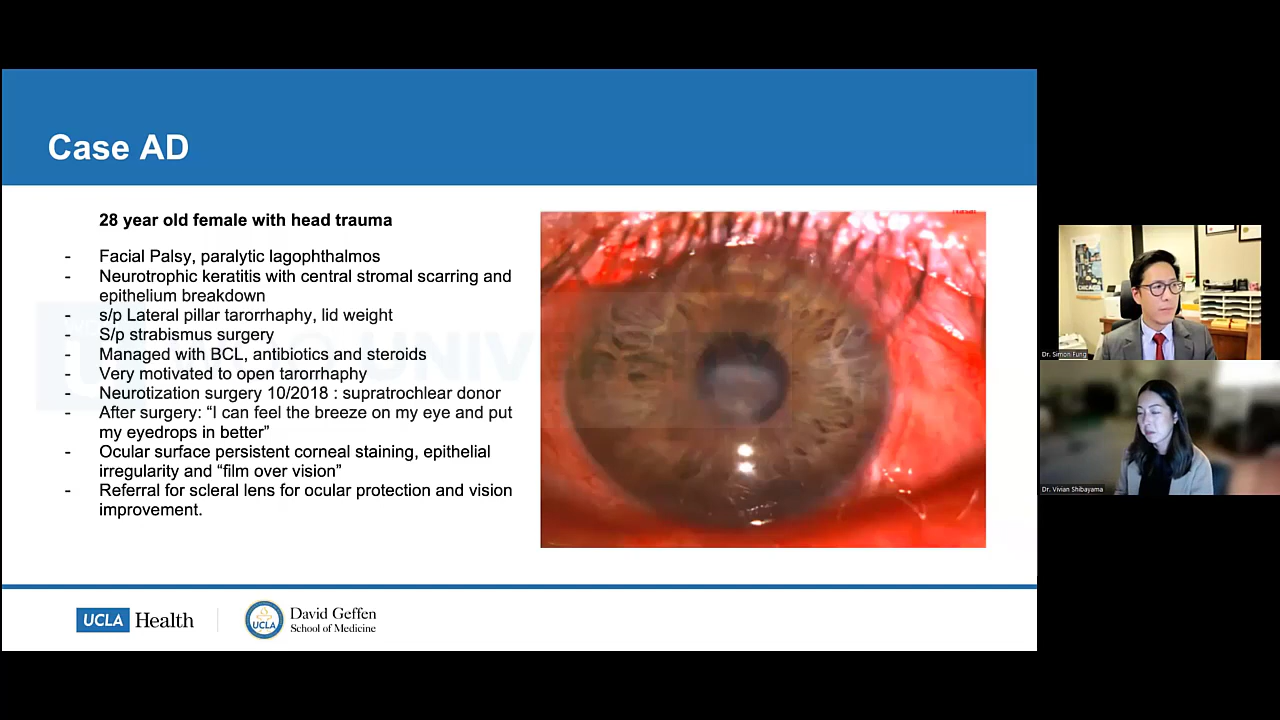 Case AD
28 year old female with head trauma
- Facial Palsy, paralytic lagophthalmos
- Neurotrophic keratitis with central stromal scarring and
epithelium breakdown
- s/p Lateral pillar tarorrhaphy, lid weight
- S/p strabismus surgery
- Managed with BCL, antibiotics and steroids
- Very motivated to open tarorrhaphy
- Neurotization surgery 10/2018 : supratrochlear donor
- After surgery: “I can feel the breeze on my eye and put
my eyedrops in better”
- Ocular surface persistent corneal staining, epithelial
irregularity and “film over vision”
- Referral for scleral lens for ocular protection and vision
improvement.
UCLA Health
UCLA
David Geffen
School of Medicine
CHICAGO
Dr. Simon Fung
Dr. Vivian Shibayama
UNIVERSITY